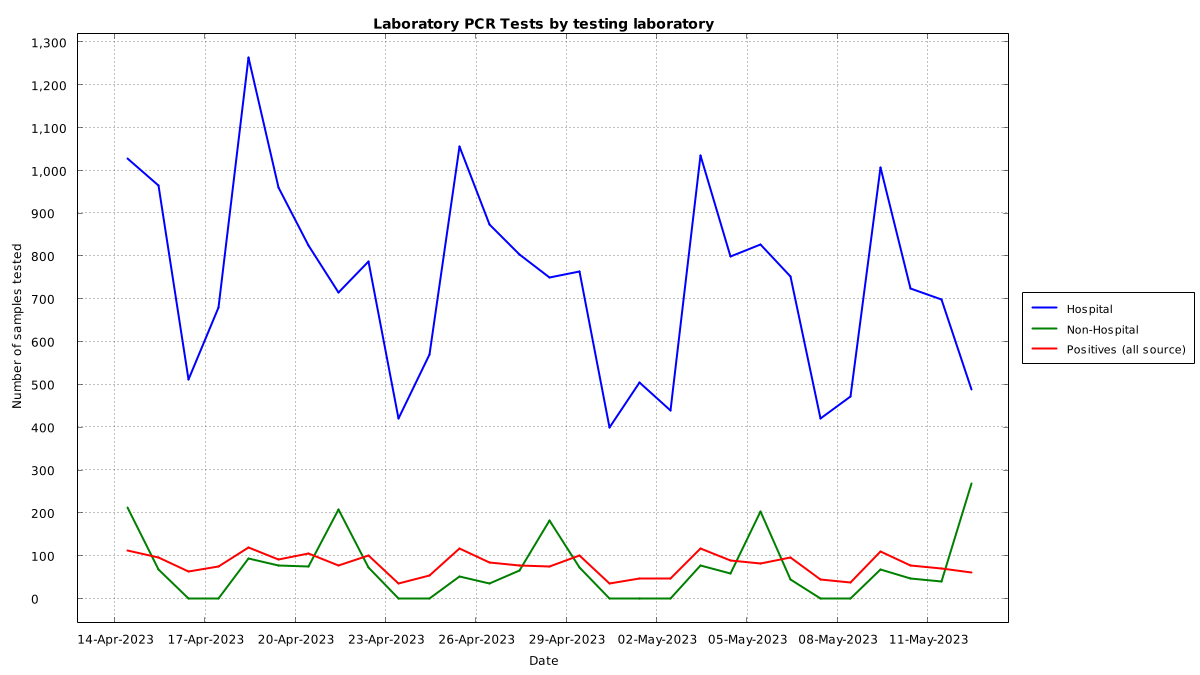 Laboratory PCR Tests by testing laboratory
1,300
1,200
1,100
1,000
900
800
700
600
500
400
300
200
100
0
Number of samples tested
14-Apr-2023 17-Apr-2023 20-Apr-2023 23-Apr-2023 26-Apr-2023 29-Apr-2023 02-May-2023 05-May-2023 08-May-2023 11-May-2023
Date
Hospital
Non-Hospital
Positives (all source)